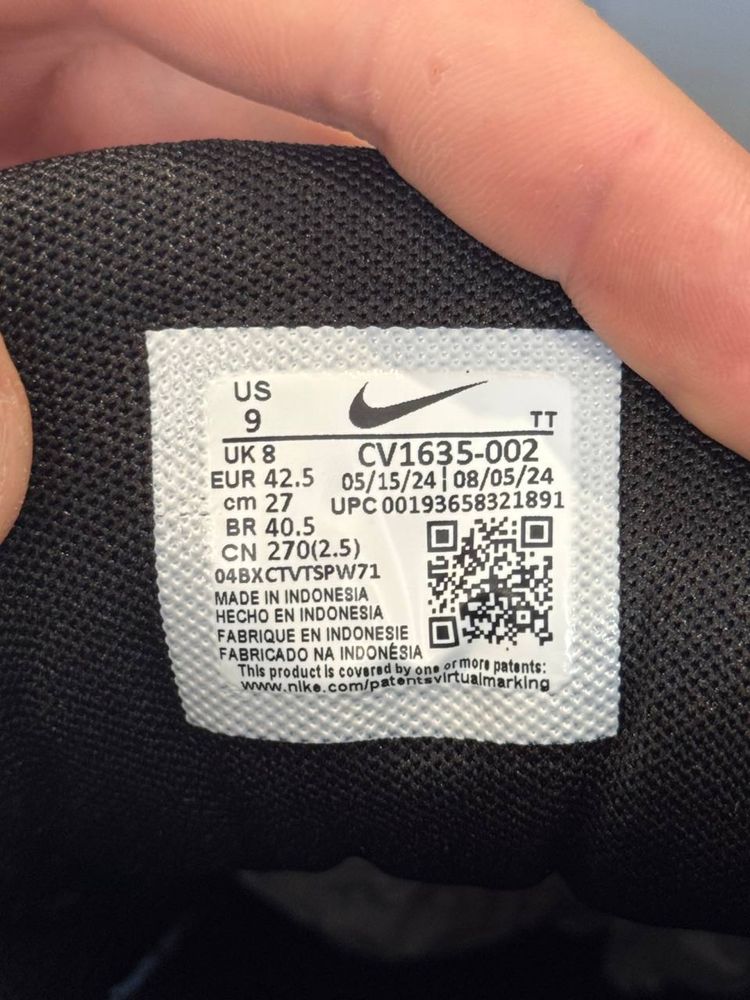 US
9
TT
UK 8
CV1635-002
EUR 42.5
05/15/24 | 08/05/24
cm 27
UPC 00193658321891
BR 40.5
CN 270(2.5)
04BXCTVTSPW71
MADE IN INDONESIA
HECHO EN INDONESIA
FABRIQUE EN INDONESIE
FABRICADO NA INDONÉSIA
This product is covered by one or more patents:
www.nike.com/patentsvirtualmarking